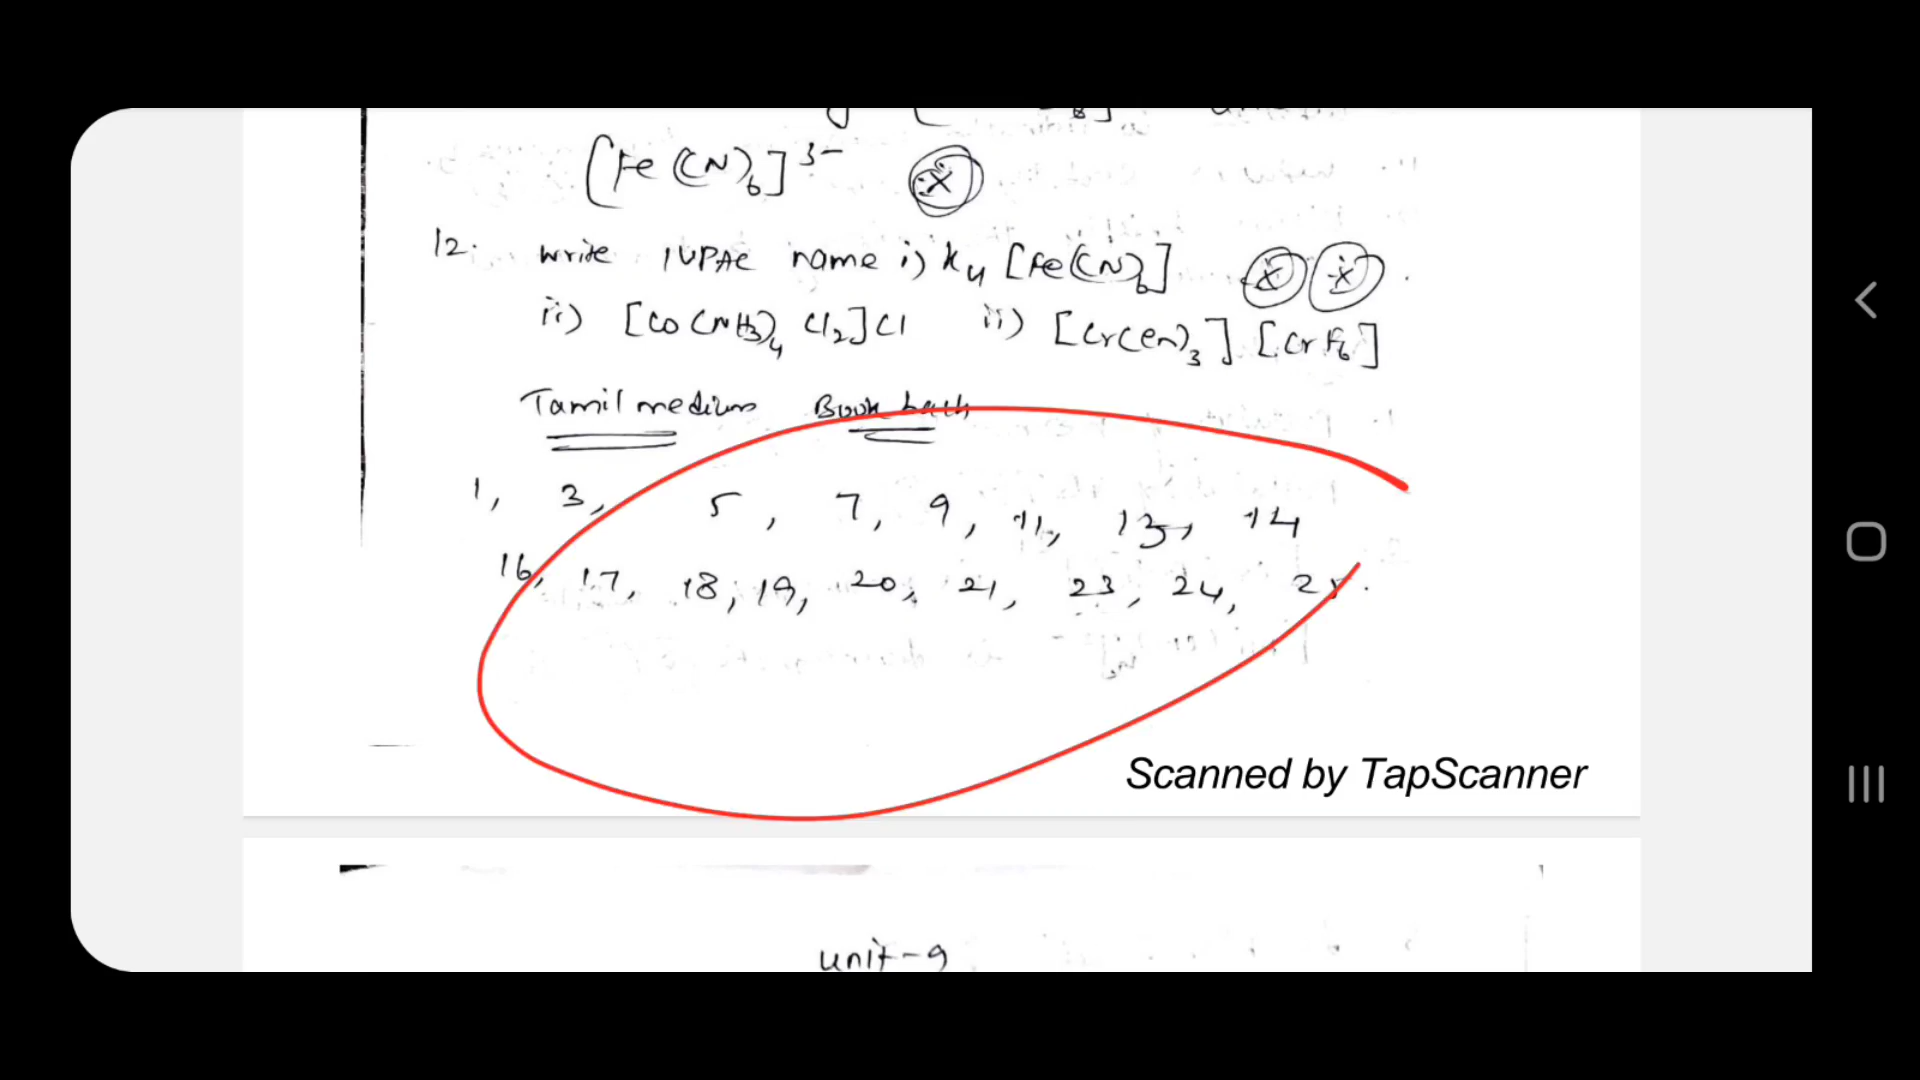 [Fe(CN)6]3-
12. write IUPAC name i) K4 [Fe(CN)6]
ii) [Co(NH3)4 Cl2]Cl ii) [Cr(en)3] [CrF6]
Tamil medium Book back
1, 3, 5, 7, 9, 11, 13, 14
16, 17, 18, 19, 20, 21, 23, 24, 25.
Scanned by TapScanner
unit-9